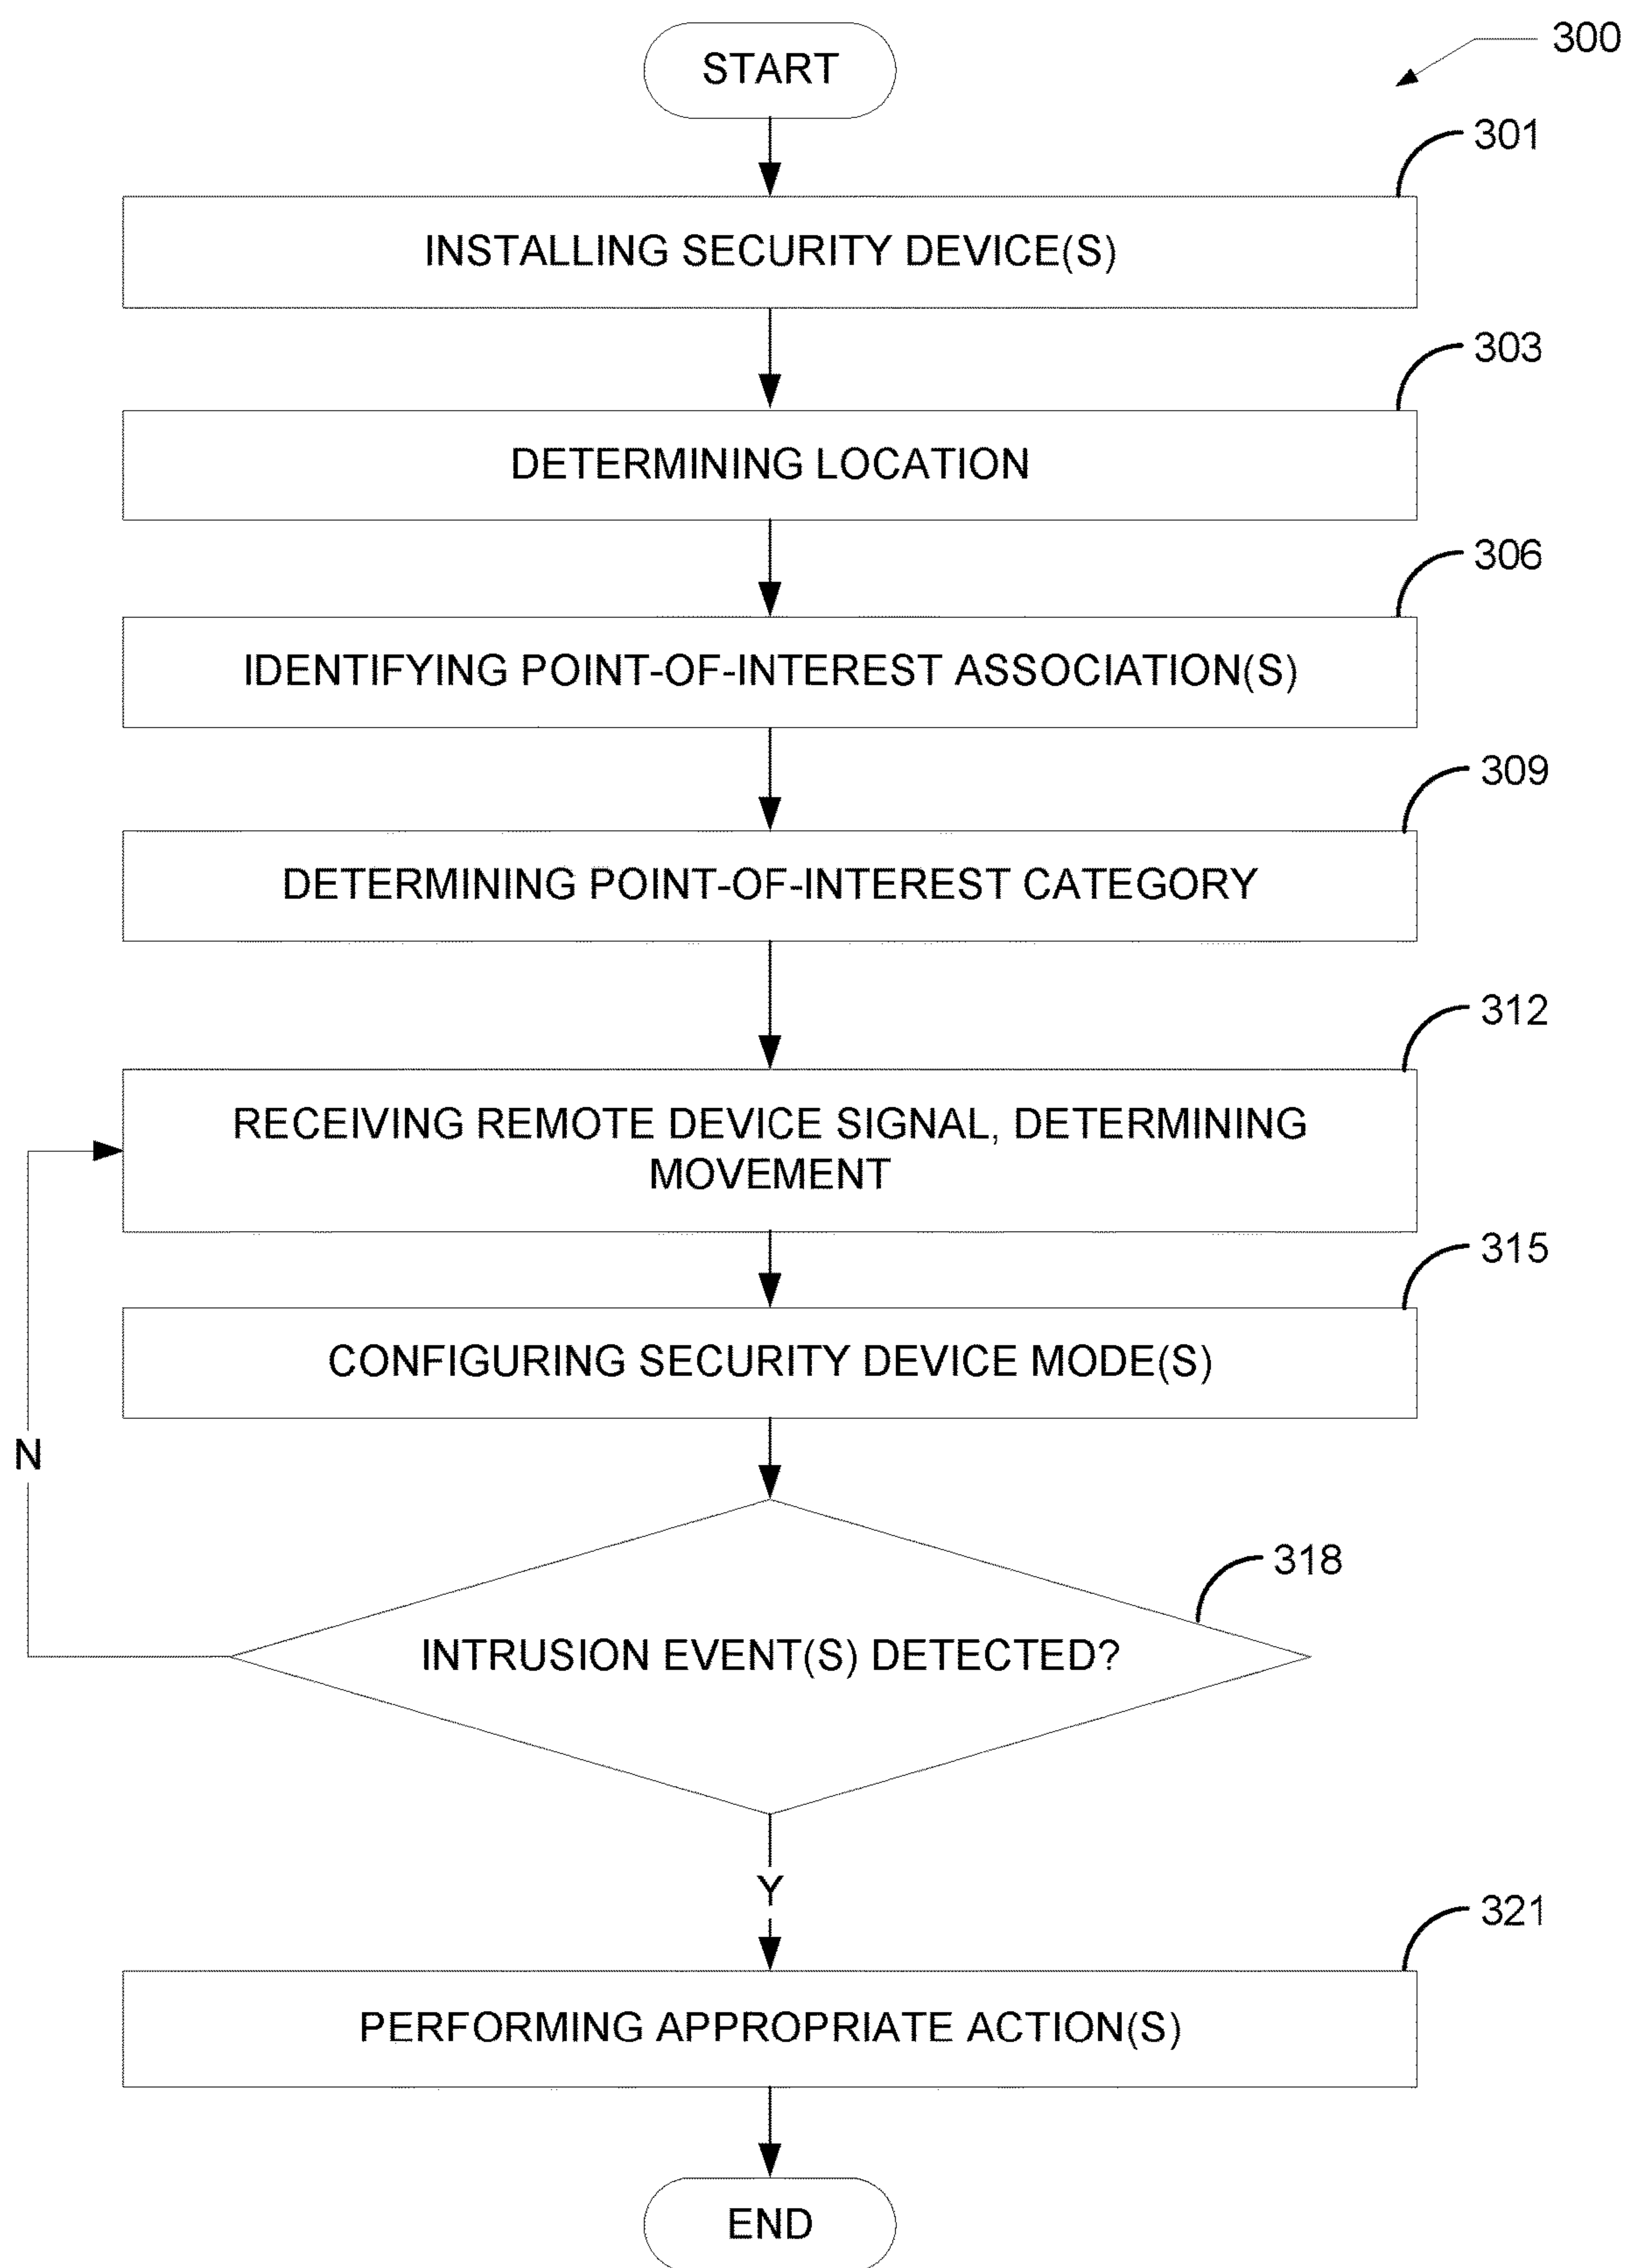 300
START
301
INSTALLING SECURITY DEVICE(S)
303
DETERMINING LOCATION
306
IDENTIFYING POINT-OF-INTEREST ASSOCIATION(S)
309
DETERMINING POINT-OF-INTEREST CATEGORY
312
RECEIVING REMOTE DEVICE SIGNAL, DETERMINING
MOVEMENT
315
CONFIGURING SECURITY DEVICE MODE(S)
N
318
INTRUSION EVENT(S) DETECTED?
Y
321
PERFORMING APPROPRIATE ACTION(S)
END